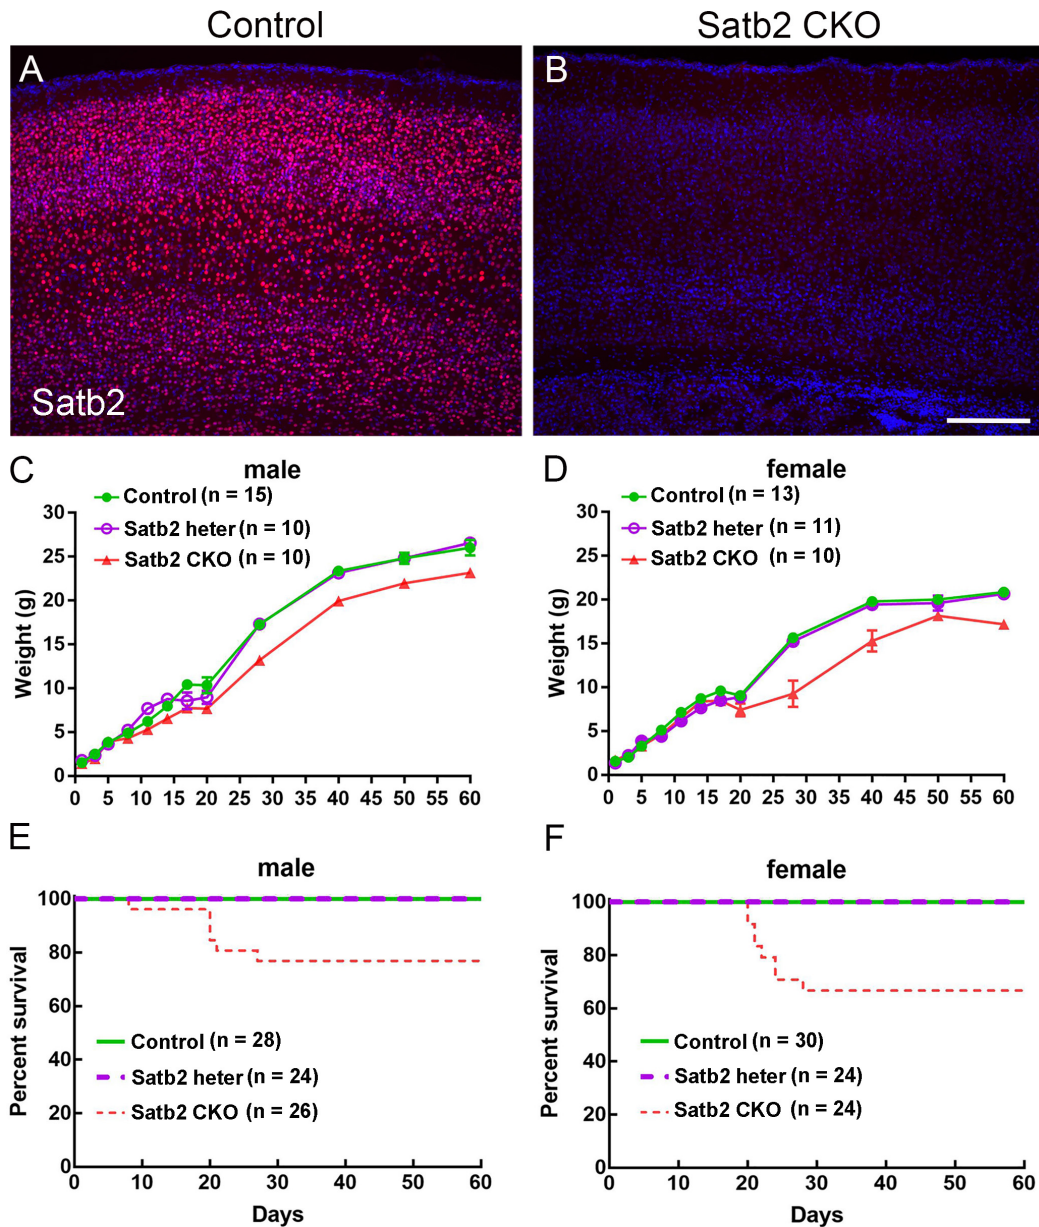 Control
Satb2 CKO
A
B
Satb2
C
male
D
female
Control (n = 15)
Satb2 heter (n = 10)
Satb2 CKO (n = 10)
Control (n = 13)
Satb2 heter (n = 11)
Satb2 CKO (n = 10)
Weight (g)
30
25
20
15
10
5
0
0 5 10 15 20 25 30 35 40 45 50 55 60
Weight (g)
30
25
20
15
10
5
0
0 5 10 15 20 25 30 35 40 45 50 55 60
E
male
F
female
Percent survival
100
80
60
40
20
0
Control (n = 28)
Satb2 heter (n = 24)
Satb2 CKO (n = 26)
0 10 20 30 40 50 60
Days
Percent survival
100
80
60
40
20
0
Control (n = 30)
Satb2 heter (n = 24)
Satb2 CKO (n = 24)
0 10 20 30 40 50 60
Days